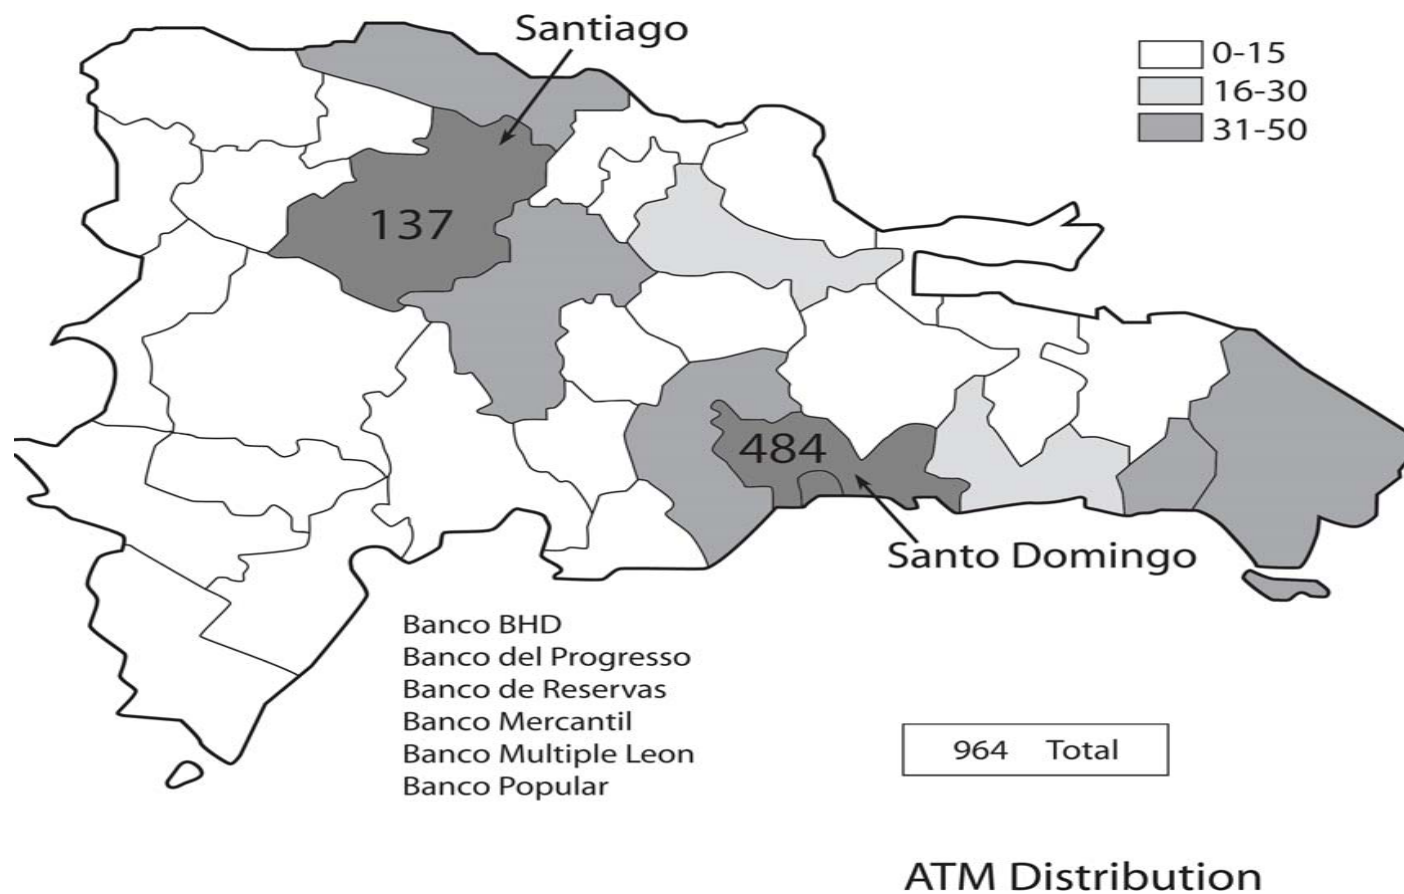 Santiago
0-15
16-30
31-50
137
484
Santo Domingo
Banco BHD
Banco del Progresso
Banco de Reservas
Banco Mercantil
Banco Multiple Leon
Banco Popular
964 Total
ATM Distribution